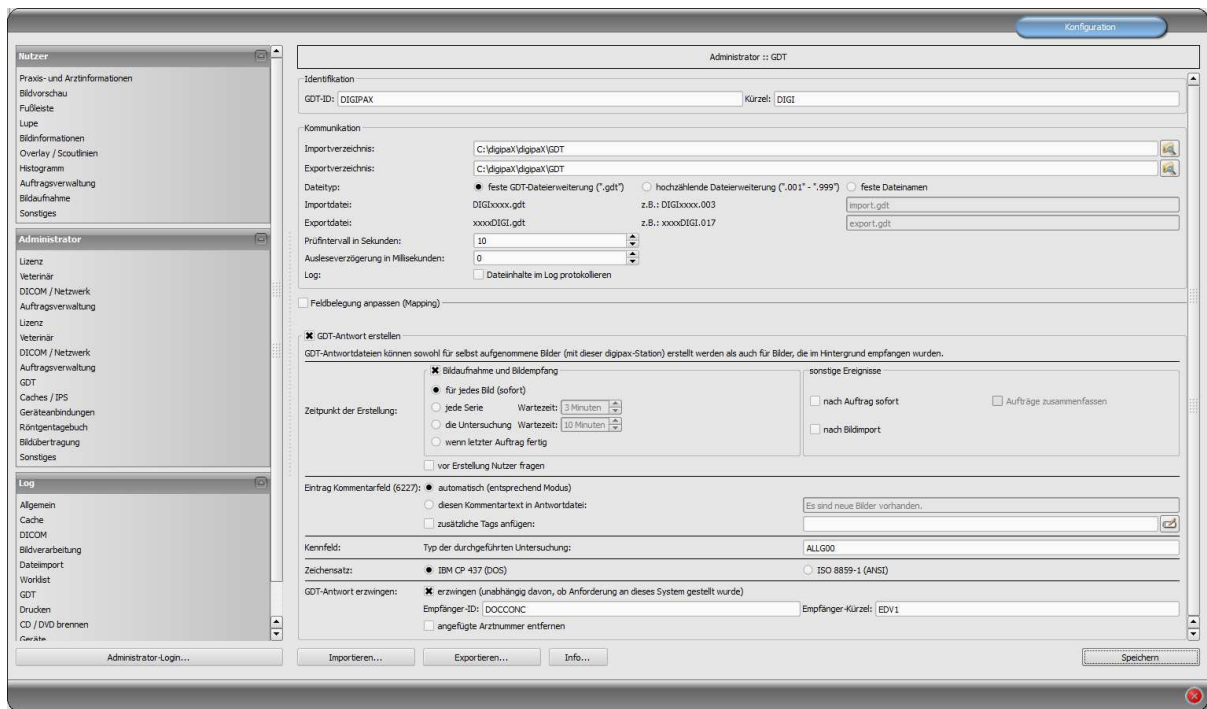 Konfiguration
Nutzer
Praxis- und Arztinformationen
Bildvorschau
Fußleiste
Lupe
Bildinformationen
Overlay / Scoutlinien
Histogramm
Auftragsverwaltung
Bildaufnahme
Sonstiges
Administrator
Lizenz
Veterinär
DICOM / Netzwerk
Auftragsverwaltung
Lizenz
Veterinär
DICOM / Netzwerk
Auftragsverwaltung
GDT
Caches / IPS
Geräteanbindungen
Röntgentagebuch
Bildübertragung
Sonstiges
Log
Allgemein
Cache
DICOM
Bildverarbeitung
Dateiimport
Worklist
GDT
Drucken
CD / DVD brennen
Geräte
Administrator-Login...
Administrator :: GDT
Identifikation
GDT-ID: DIGIPAX Kürzel: DIGI
Kommunikation
Importverzeichnis: C:\digipaX\digipaX\GDT
Exportverzeichnis: C:\digipaX\digipaX\GDT
Dateityp: feste GDT-Dateierweiterung (".gdt") hochzählende Dateierweiterung (".001" - ".999") feste Dateinamen
Importdatei: DIGIxxxx.gdt z.B.: DIGIxxxx.003 import.gdt
Exportdatei: xxxxDIGI.gdt z.B.: xxxxDIGI.017 export.gdt
Prüfintervall in Sekunden: 10
Ausleseverzögerung in Millisekunden: 0
Log: Dateiinhalte im Log protokollieren
Feldbelegung anpassen (Mapping)
GDT-Antwort erstellen
GDT-Antwortdateien können sowohl für selbst aufgenommene Bilder (mit dieser digipax-Station) erstellt werden als auch für Bilder, die im Hintergrund empfangen wurden.
Bildaufnahme und Bildempfang sonstige Ereignisse
für jedes Bild (sofort)
nach Auftrag sofort Aufträge zusammenfassen
Zeitpunkt der Erstellung: jede Serie Wartezeit: 3 Minuten
die Untersuchung Wartezeit: 10 Minuten
nach Bildimport
wenn letzter Auftrag fertig
vor Erstellung Nutzer fragen
Eintrag Kommentarfeld (6227): automatisch (entsprechend Modus)
diesen Kommentartext in Antwortdatei: Es sind neue Bilder vorhanden.
zusätzliche Tags anfügen:
Kennfeld: Typ der durchgeführten Untersuchung: ALLG00
Zeichensatz: IBM CP 437 (DOS) ISO 8859-1 (ANSI)
GDT-Antwort erzwingen: erzwingen (unabhängig davon, ob Anforderung an dieses System gestellt wurde)
Empfänger-ID: DOCCONC Empfänger-Kürzel: EDV1
angefügte Arztnummer entfernen
Importieren... Exportieren... Info... Speichern